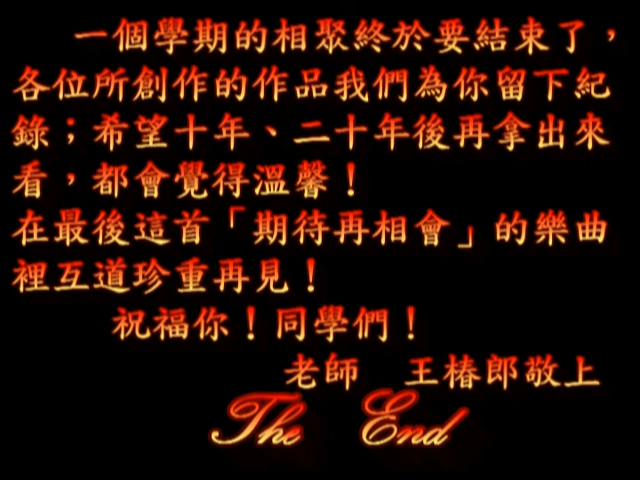 一個學期的相聚終於要結束了，
各位所創作的作品我們為你留下紀
錄；希望十年、二十年後再拿出來
看，都會覺得溫馨！
在最後這首「期待再相會」的樂曲
裡互道珍重再見！
祝福你！同學們！
老師 王椿郎敬上
The End